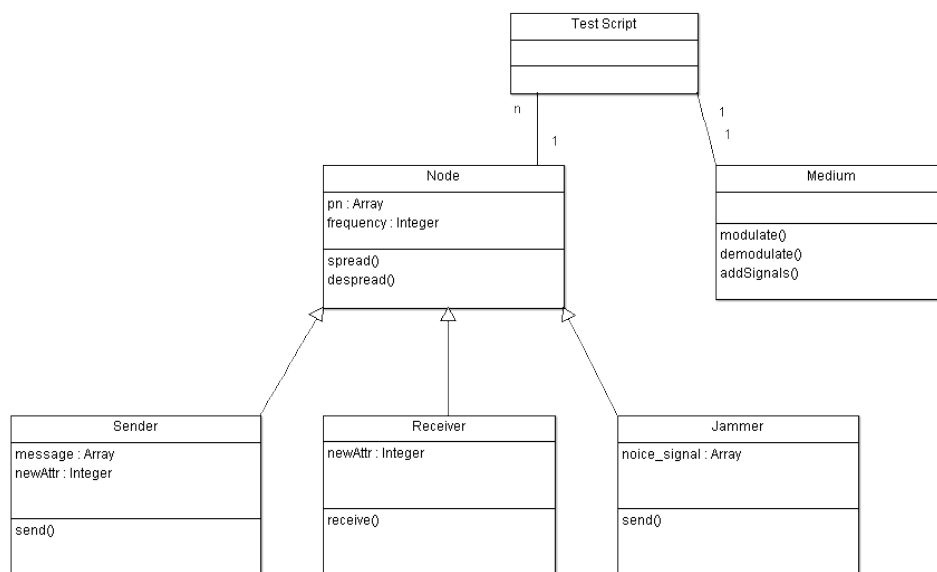 Test Script
n
1
1
1
Node
pn : Array
frequency : Integer
spread()
despread()
Medium
modulate()
demodulate()
addSignals()
Sender
message : Array
newAttr : Integer
send()
Receiver
newAttr : Integer
receive()
Jammer
noice_signal : Array
send()